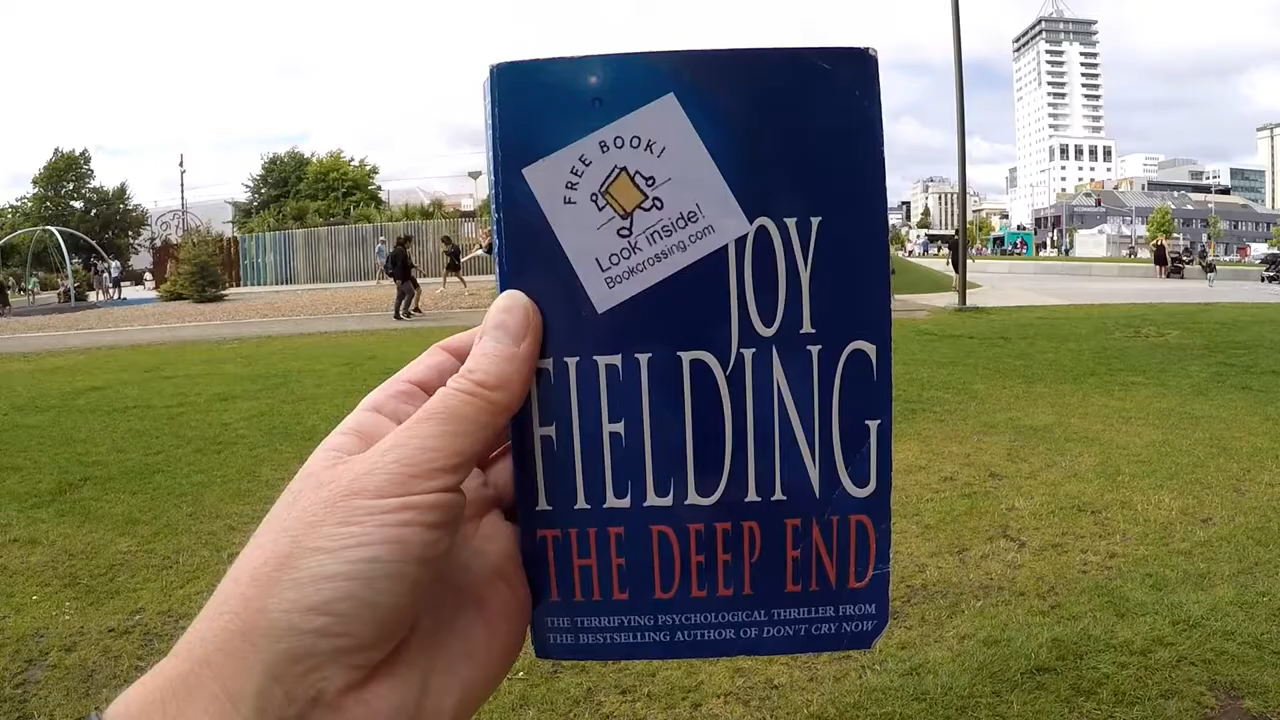 FREE BOOK!
Look inside!
Bookcrossing.com
JOY
FIELDING
THE DEEP END
THE TERRIFYING PSYCHOLOGICAL THRILLER FROM
THE BESTSELLING AUTHOR OF DON'T CRY NOW